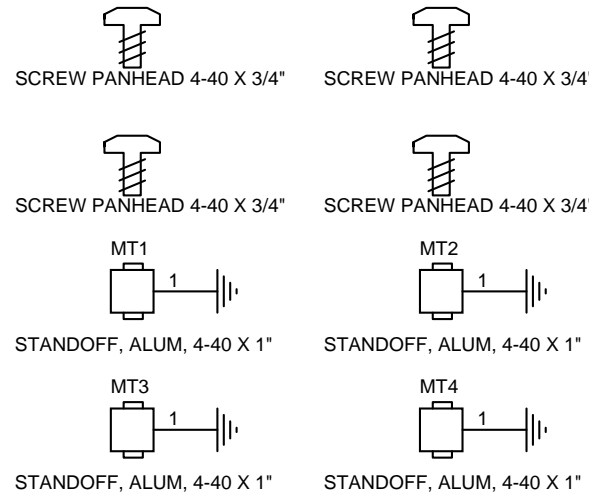 SCREW PANHEAD 4-40 X 3/4" SCREW PANHEAD 4-40 X 3/4"
SCREW PANHEAD 4-40 X 3/4" SCREW PANHEAD 4-40 X 3/4"
MT1 MT2
1 1
STANDOFF, ALUM, 4-40 X 1" STANDOFF, ALUM, 4-40 X 1"
MT3 MT4
1 1
STANDOFF, ALUM, 4-40 X 1" STANDOFF, ALUM, 4-40 X 1"